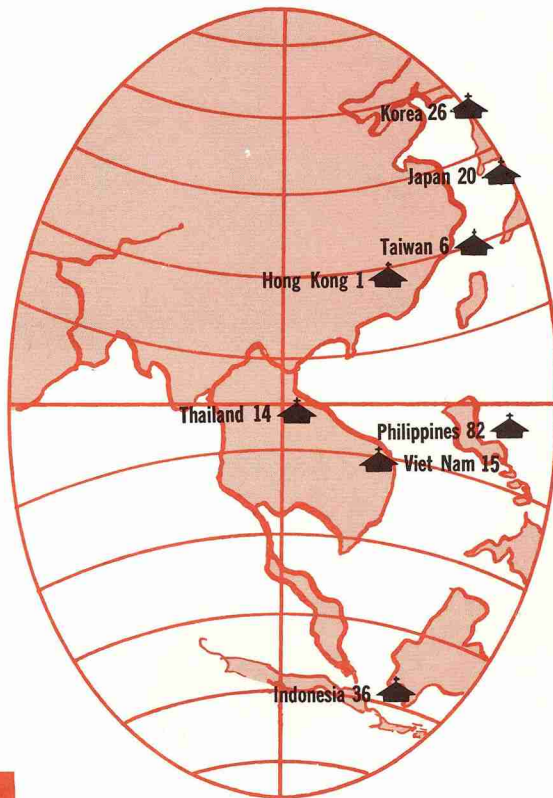 Korea 26
Japan 20
Taiwan 6
Hong Kong 1
Thailand 14
Philippines 82
Viet Nam 15
Indonesia 36